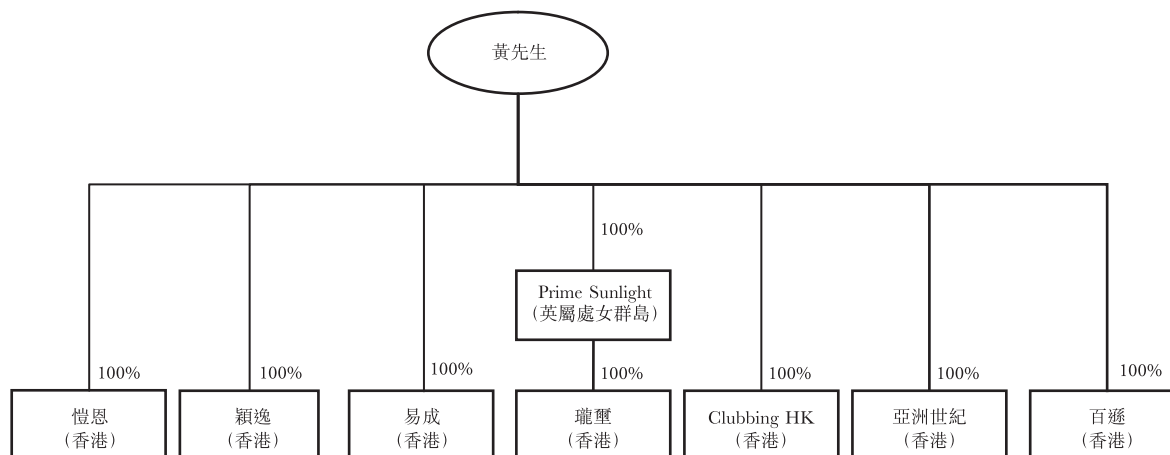 黃先生
100%
Prime Sunlight
（英屬處女群島）
100%
100%
100%
100%
100%
100%
100%
愷恩
（香港）
穎逸
（香港）
易成
（香港）
瓏璽
（香港）
Clubbing HK
（香港）
亞洲世紀
（香港）
百遜
（香港）